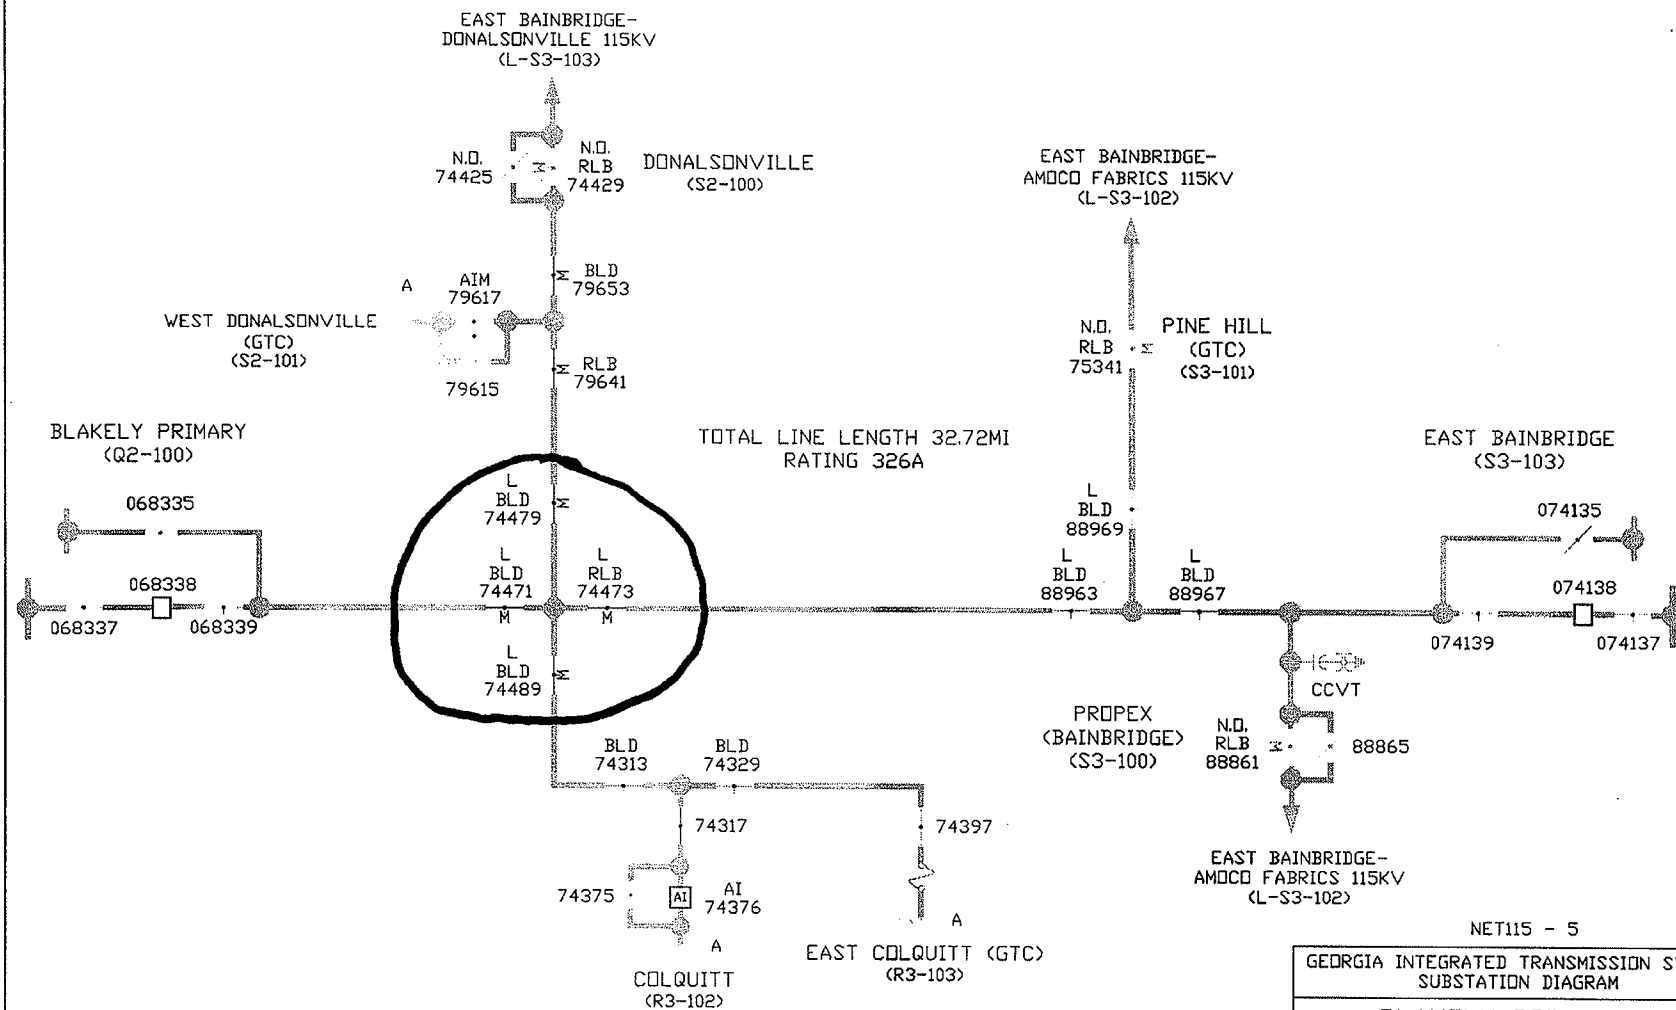 EAST BAINBRIDGE-
DONALSONVILLE 115KV
(L-S3-103)
N.O.
74425
N.O.
RLB
74429
DONALSONVILLE
(S2-100)
EAST BAINBRIDGE-
AMOCO FABRICS 115KV
(L-S3-102)
A
AIM
79617
M BLD
79653
WEST DONALSONVILLE
(GTC)
(S2-101)
79615
M RLB
79641
N.O.
RLB
75341
PINE HILL
(GTC)
(S3-101)
BLAKELY PRIMARY
(Q2-100)
TOTAL LINE LENGTH 32.72MI
RATING 326A
EAST BAINBRIDGE
(S3-103)
068335
L
BLD
74479
M
L
BLD
88969
074135
068338
068337
068339
L
BLD
74471
M
L
RLB
74473
M
L
BLD
88963
L
BLD
88967
074138
074139
074137
L
BLD
74489
M
CCVT
PROPEX
(BAINBRIDGE)
(S3-100)
N.O.
RLB
88861
M
88865
BLD
74313
BLD
74329
74317
74397
74375
AI
AI
74376
A
COLQUITT
(R3-102)
A
EAST COLQUITT (GTC)
(R3-103)
EAST BAINBRIDGE-
AMOCO FABRICS 115KV
(L-S3-102)
NET115 - 5
GEORGIA INTEGRATED TRANSMISSION
SUBSTATION DIAGRAM